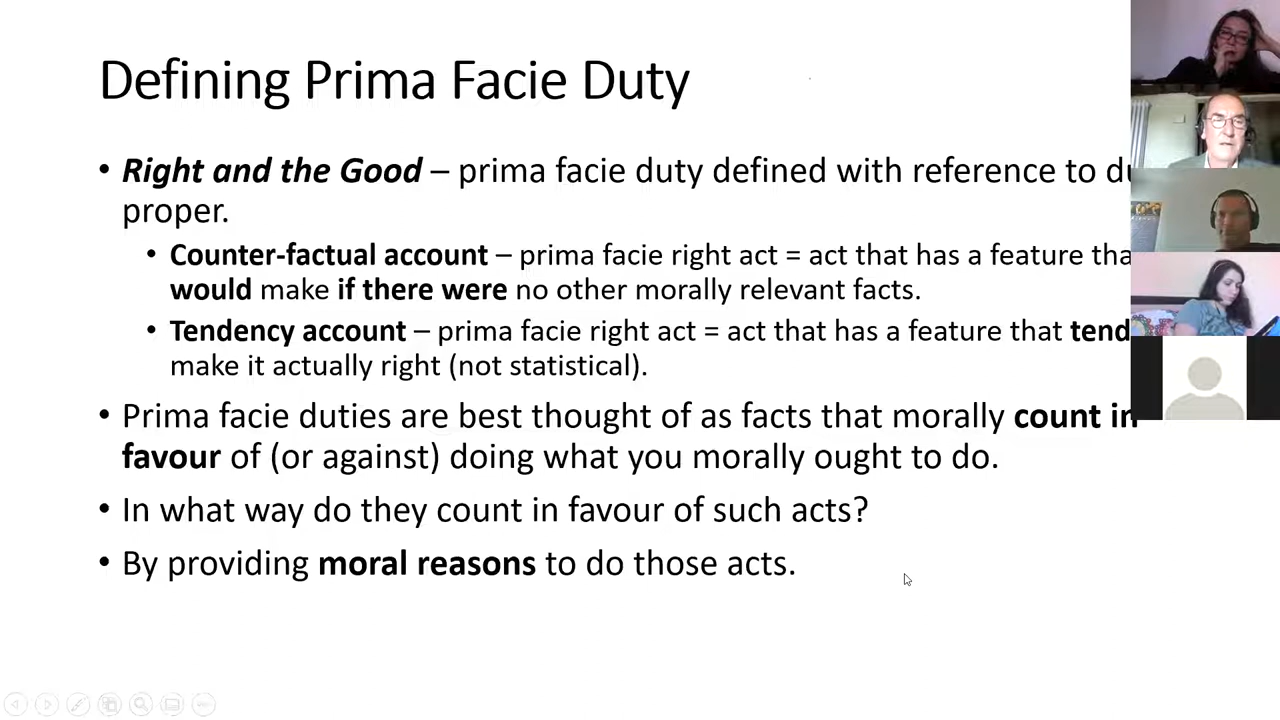 Defining Prima Facie Duty
• Right and the Good – prima facie duty defined with reference to
proper.
• Counter-factual account – prima facie right act = act that has a feature
would make if there were no other morally relevant facts.
• Tendency account – prima facie right act = act that has a feature that
make it actually right (not statistical).
• Prima facie duties are best thought of as facts that morally count in
favour of (or against) doing what you morally ought to do.
• In what way do they count in favour of such acts?
• By providing moral reasons to do those acts.